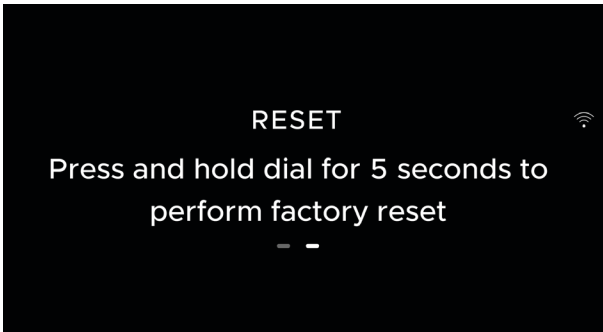 RESET
Press and hold dial for 5 seconds to
perform factory reset